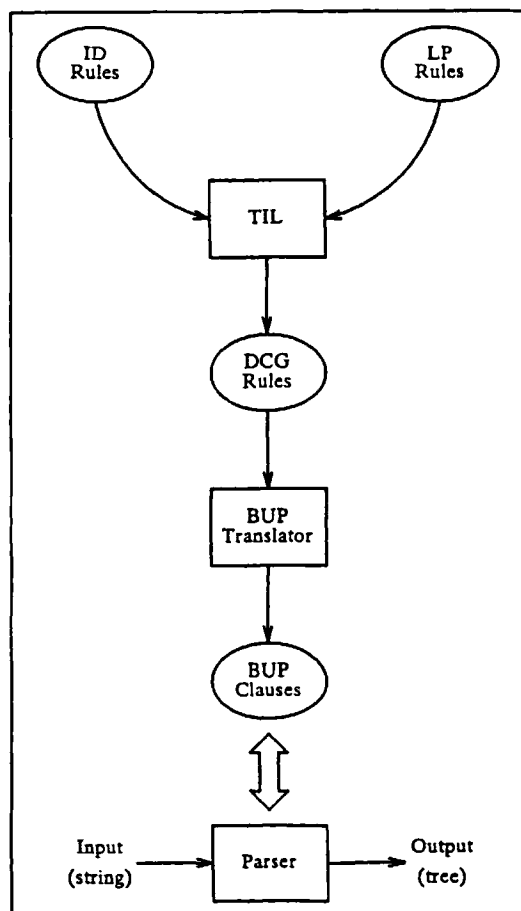 ID
Rules
LP
Rules
TIL
DCG
Rules
BUP
Translator
BUP
Clauses
Input
(string)
Parser
Output
(tree)